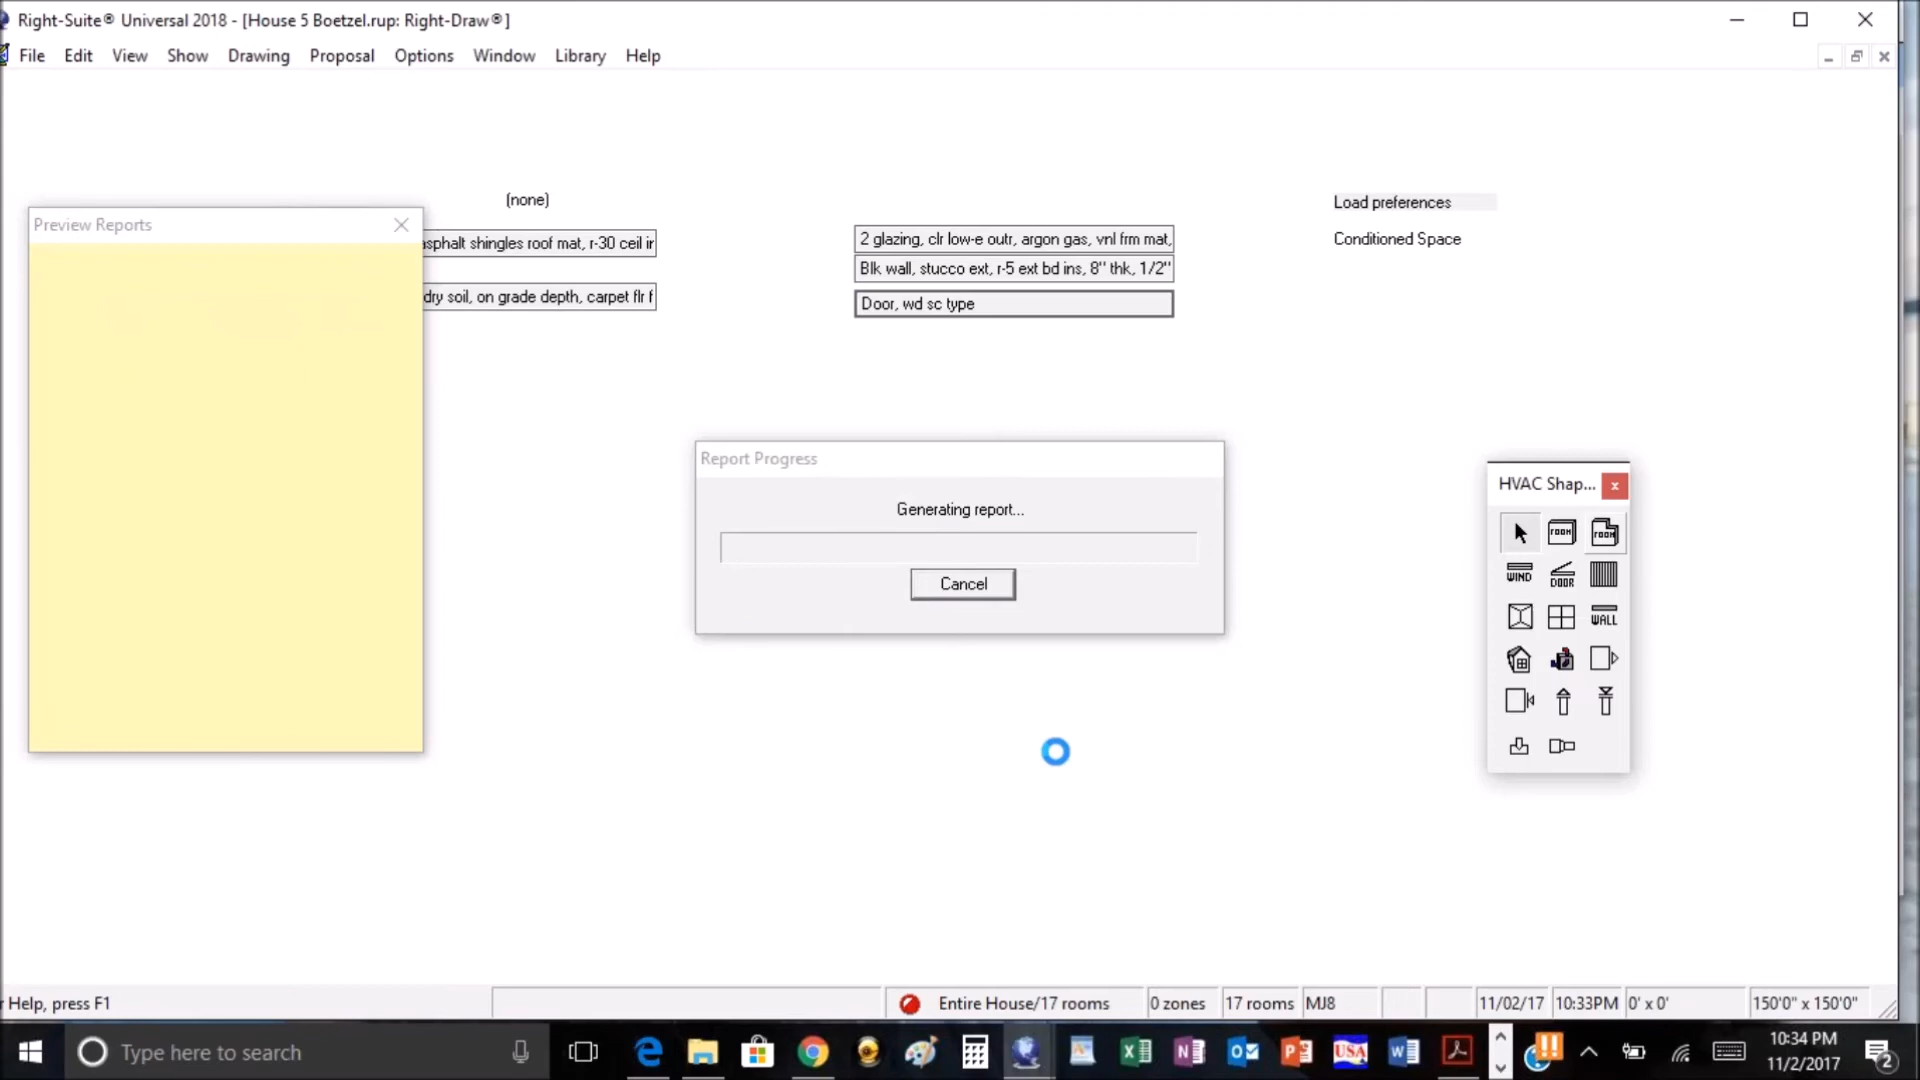 Right-Suite® Universal 2018 - [House 5 Boetzel.rup: Right-Draw®]
File Edit View Show Drawing Proposal Options Window Library Help
(none)
Load preferences
Preview Reports
asphalt shingles roof mat, r-30 ceil ir
2 glazing, clr low-e outr, argon gas, vnl frm mat,
Conditioned Space
Blk wall, stucco ext, r-5 ext bd ins, 8" thk, 1/2"
dry soil, on grade depth, carpet flr f
Door, wd sc type
Report Progress
Generating report...
Cancel
HVAC Shap...
ROOM ROOM
WIND DOOR
WALL
r Help, press F1
Entire House/17 rooms 0 zones 17 rooms MJ8 11/02/17 10:33PM 0' x 0' 150'0" x 150'0"
Type here to search
USA
10:34 PM
11/2/2017
2